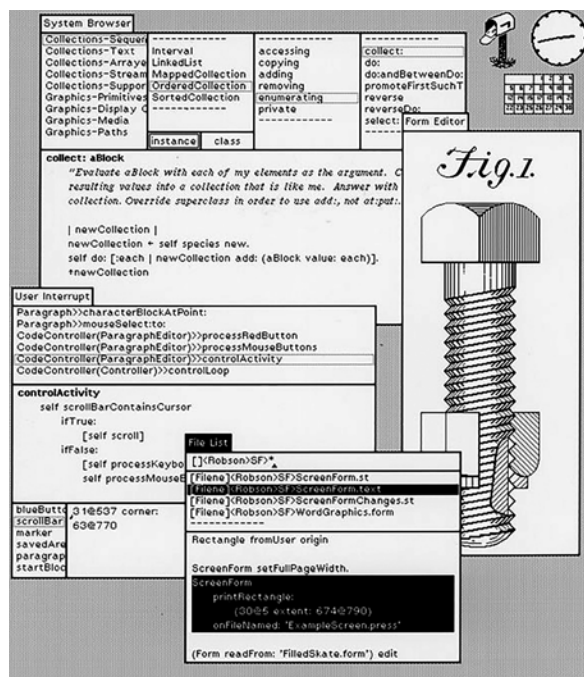 System Browser
Collections-Text
Collections-Arraye
Collections-Stream
Collections-Suppor
Graphics-Primitives
Graphics-Display
Graphics-Media
Graphics-Paths
------------
Interval
LinkedList
MappedCollection
OrderedCollection
SortedCollection
------------
instance
class
------------
accessing
copying
adding
removing
enumerating
private
------------
------------
collect:
do:
do:andBetweenDo:
promoteFirstSuchT
reverse
reverseDo:
select:
collect: aBlock
"Evaluate aBlock with each of my elements as the argument. C
resulting values into a collection that is like me. Answer with
collection. Override superclass in order to use add:, not at:put:.
| newCollection |
newCollection ← self species new.
self do: [:each | newCollection add: (aBlock value: each)].
↑newCollection
Form Editor
Fig.1.
User Interrupt
Paragraph>>characterBlockAtPoint:
Paragraph>>mouseSelect:to:
CodeController(ParagraphEditor)>>processRedButton
CodeController(ParagraphEditor)>>processMouseButtons
CodeController(ParagraphEditor)>>controlActivity
CodeController(Controller)>>controlLoop
controlActivity
self scrollBarContainsCursor
ifTrue:
[self scroll]
ifFalse:
[self processKeybo
self processMouseB
blueButto
scrollBar
marker
savedAre
paragrap
startBloc
31@537 corner:
63@770
File List
[]<Robson>SF>*
[Filene]<Robson>SF>ScreenForm.st
[Filene]<Robson>SF>ScreenForm.text
[Filene]<Robson>SF>ScreenFormChanges.st
[Filene]<Robson>SF>WordGraphics.form
------------
Rectangle fromUser origin
ScreenForm setFullPageWidth.
ScreenForm
printRectangle:
(30@5 extent: 674@790)
onFileNamed: 'ExampleScreen.press'
(Form readFrom: 'FilledSkate.form') edit